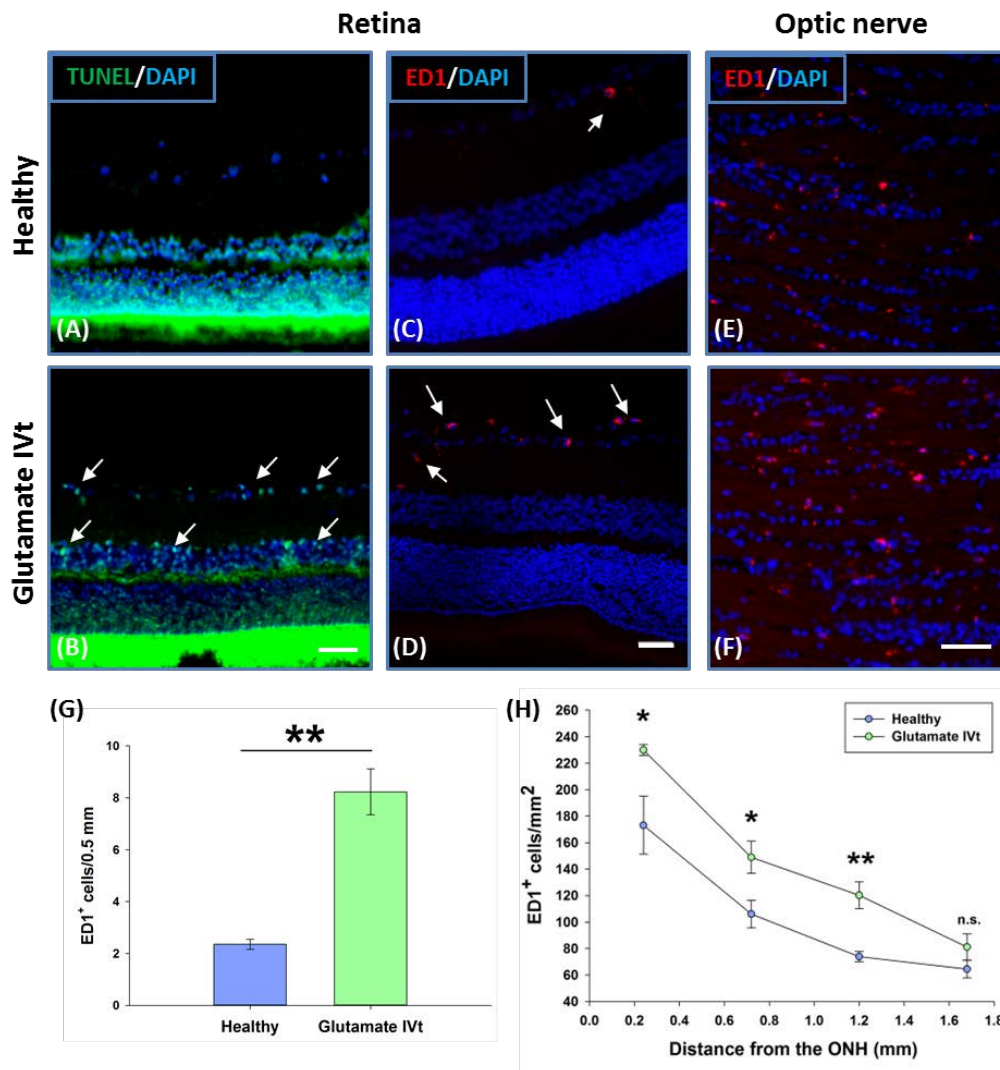 Retina
Optic nerve
Healthy
Glutamate IVt
TUNEL/DAPI
ED1/DAPI
ED1/DAPI
(A)
(C)
(E)
(B)
(D)
(F)
(G)
**
10
8
6
4
2
0
ED1+ cells/0.5 mm
Healthy
Glutamate IVt
(H)
260
240
220
200
180
160
140
120
100
80
60
40
ED1+ cells/mm2
*
*
**
n.s.
Healthy
Glutamate IVt
0.0 0.2 0.4 0.6 0.8 1.0 1.2 1.4 1.6 1.8
Distance from the ONH (mm)